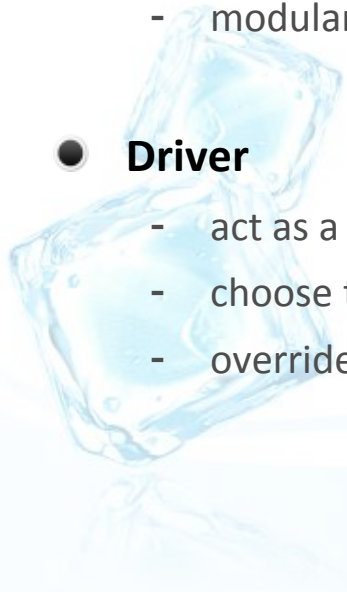 - modular
● Driver
- act as a
- choose
- override